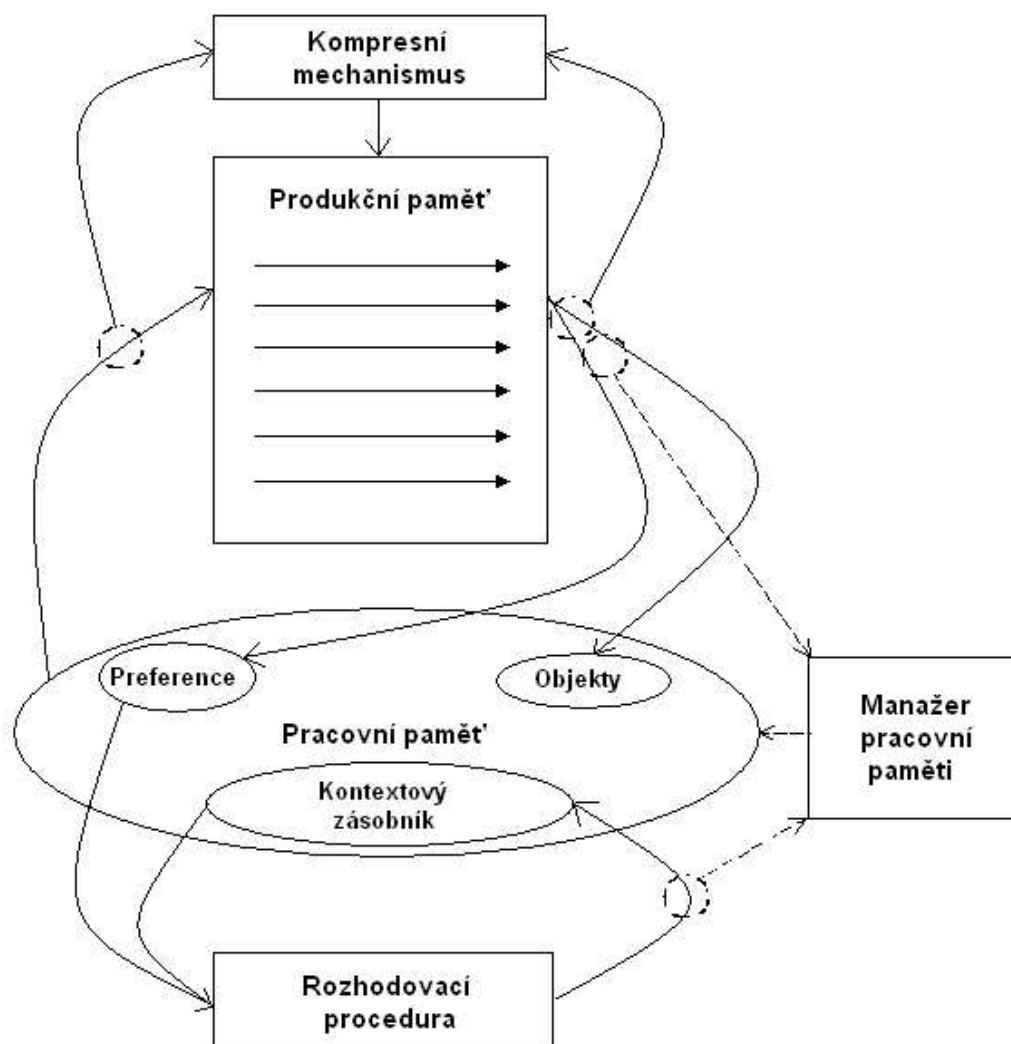 Kompresní
mechanismus
Produkční paměť
Preference
Objekty
Pracovní paměť
Kontextový
zásobník
Manažer
pracovní
paměti
Rozhodovací
procedura